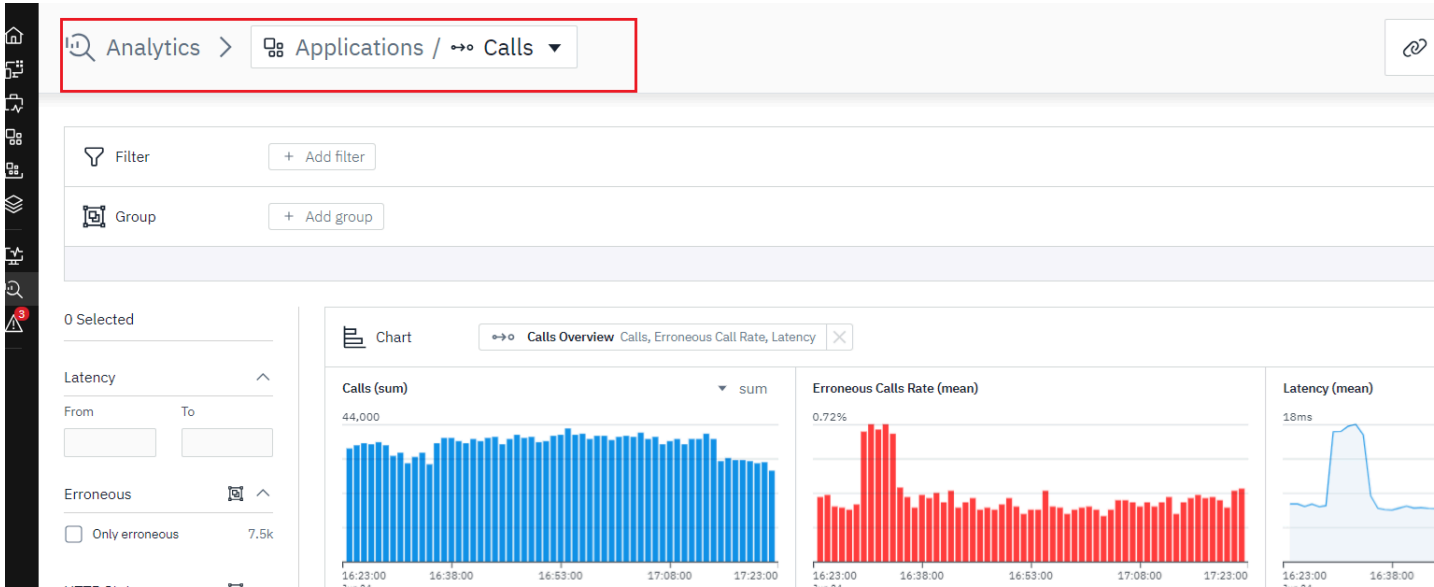 Analytics > Applications / Calls
Filter
+ Add filter
Group
+ Add group
3
0 Selected
Latency
From To
Erroneous
Only erroneous 7.5k
Chart
Calls Overview Calls, Erroneous Call Rate, Latency
Calls (sum)
sum
44,000
16:23:00 16:38:00 16:53:00 17:08:00 17:23:00
Erroneous Calls Rate (mean)
0.72%
16:23:00 16:38:00 16:53:00 17:08:00 17:23:00
Latency (mean)
18ms
16:23:00 16:38:00